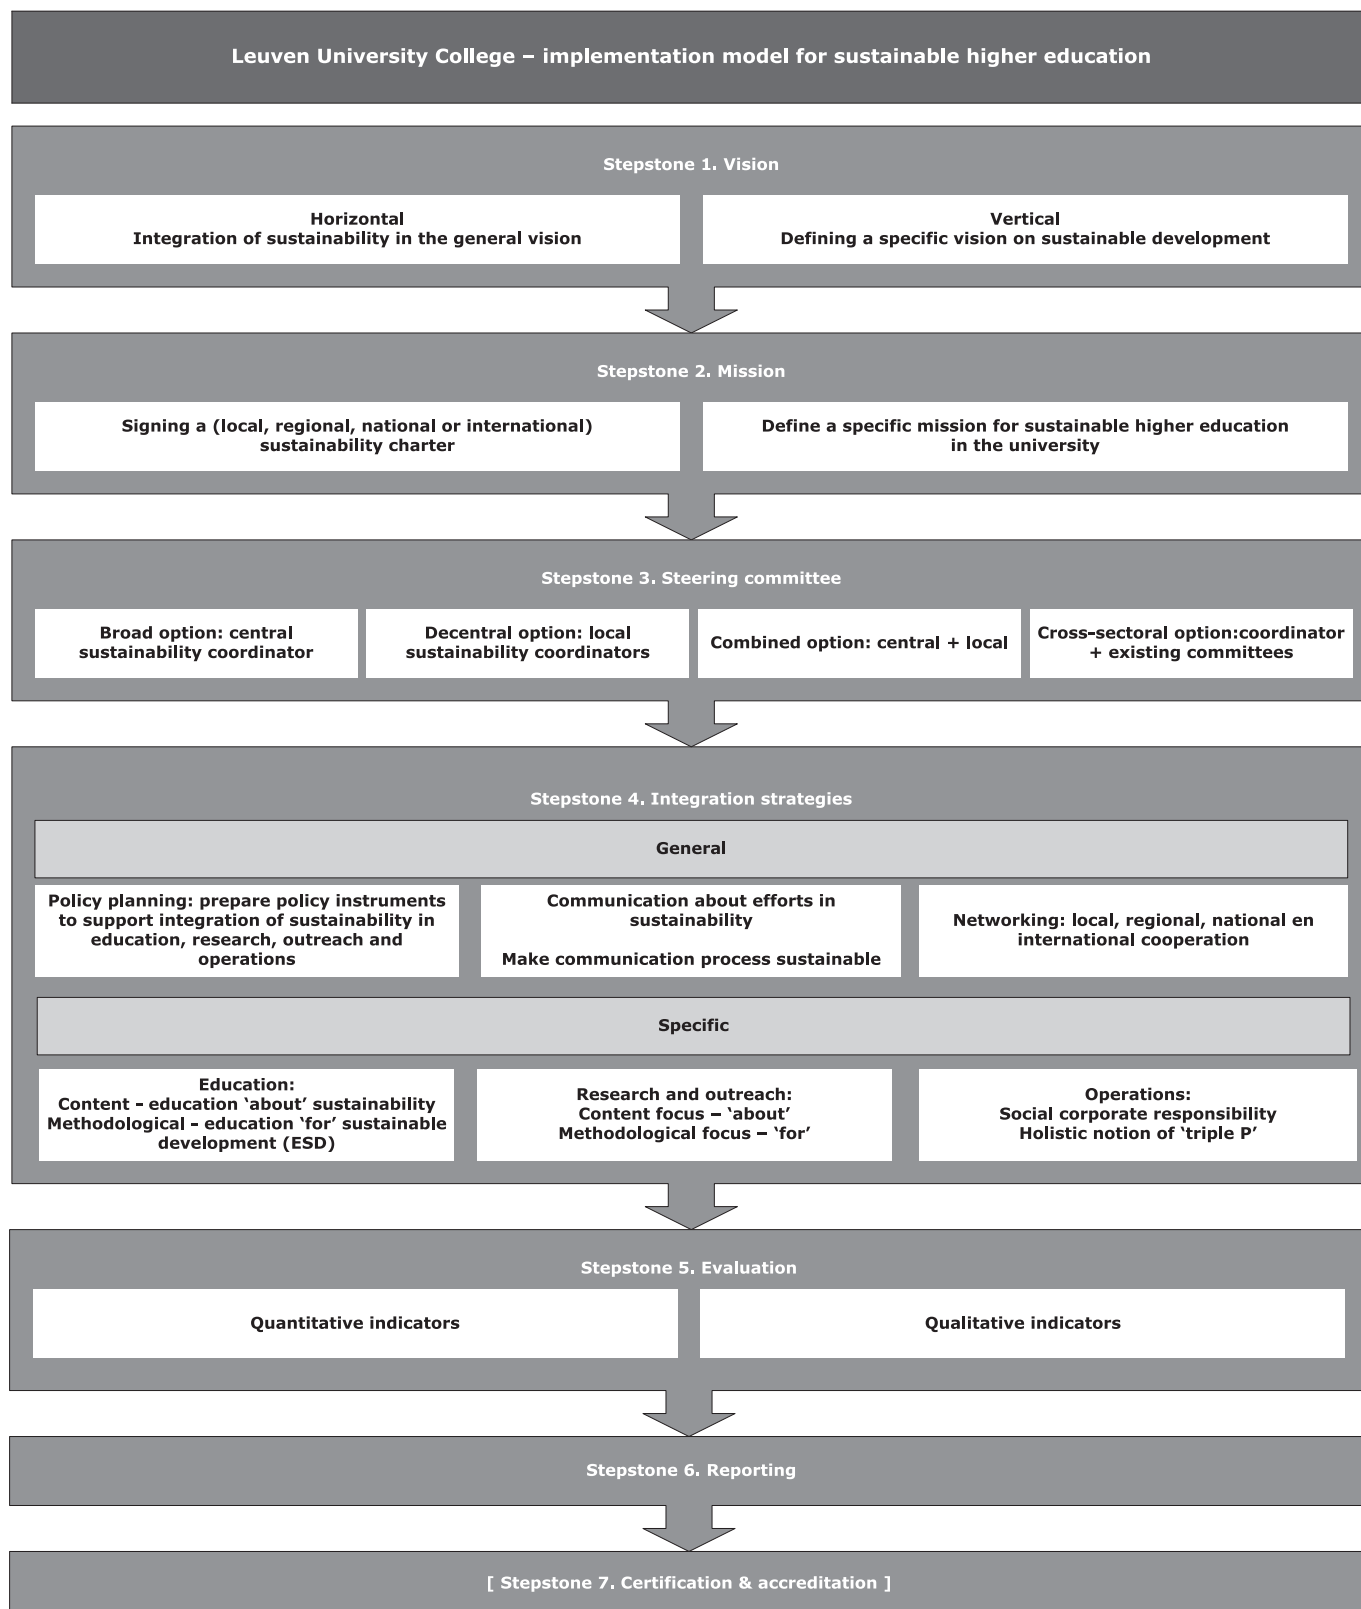 Leuven University College – implementation model for sustainable higher education
Stepstone 1. Vision
Horizontal
Integration of sustainability in the general vision
Vertical
Defining a specific vision on sustainable development
Stepstone 2. Mission
Signing a (local, regional, national or international)
sustainability charter
Define a specific mission for sustainable higher education
in the university
Stepstone 3. Steering committee
Broad option: central
sustainability coordinator
Decentral option: local
sustainability coordinators
Combined option: central + local
Cross-sectoral option:coordinator
+ existing committees
Stepstone 4. Integration strategies
General
Policy planning: prepare policy instruments
to support integration of sustainability in
education, research, outreach and
operations
Communication about efforts in
sustainability
Make communication process sustainable
Networking: local, regional, national en
international cooperation
Specific
Education:
Content – education ‘about’ sustainability
Methodological – education ‘for’ sustainable
development (ESD)
Research and outreach:
Content focus – ‘about’
Methodological focus – ‘for’
Operations:
Social corporate responsibility
Holistic notion of ‘triple P’
Stepstone 5. Evaluation
Quantitative indicators
Qualitative indicators
Stepstone 6. Reporting
[ Stepstone 7. Certification & accreditation ]